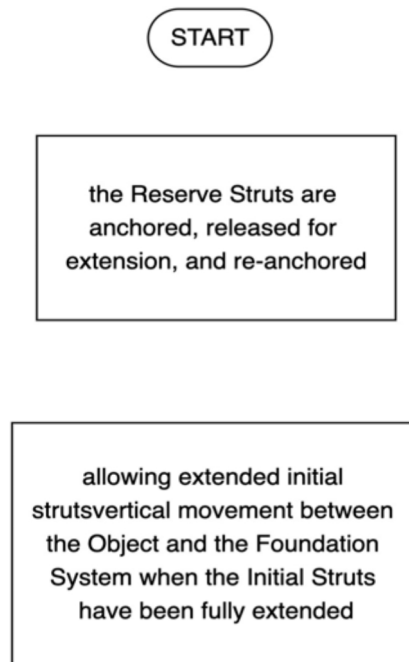 START
the Reserve Struts are
anchored, released for
extension, and re-anchored
allowing extended initial
strutsvertical movement between
the Object and the Foundation
System when the Initial Struts
have been fully extended